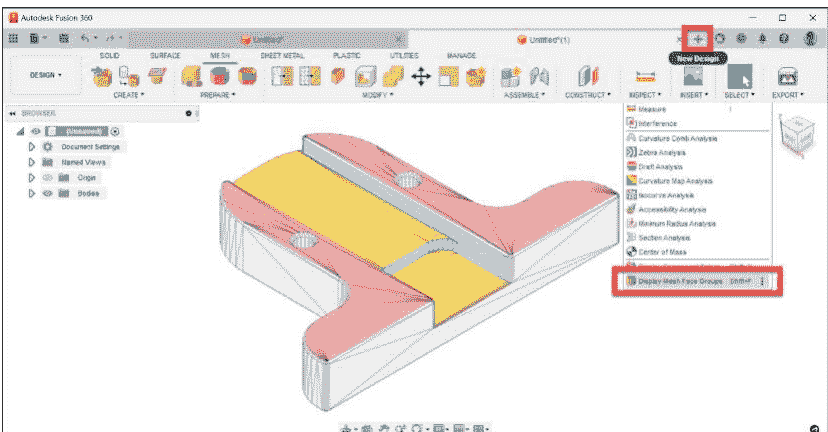 Autodesk Fusion 360
Untitled*
Untitled*(1)
New Design
SOLID SURFACE MESH SHEET METAL PLASTIC UTILITIES MANAGE
DESIGN
CREATE PREPARE MODIFY ASSEMBLE CONSTRUCT INSPECT INSERT SELECT EXPORT
BROWSER
(Unsaved)
Document Settings
Named Views
Origin
Bodies
Measure I
Interference
Curvature Comb Analysis
Zebra Analysis
Draft Analysis
Curvature Map Analysis
Isocurve Analysis
Accessibility Analysis
Minimum Radius Analysis
Section Analysis
Center of Mass
Display Mesh Face Groups